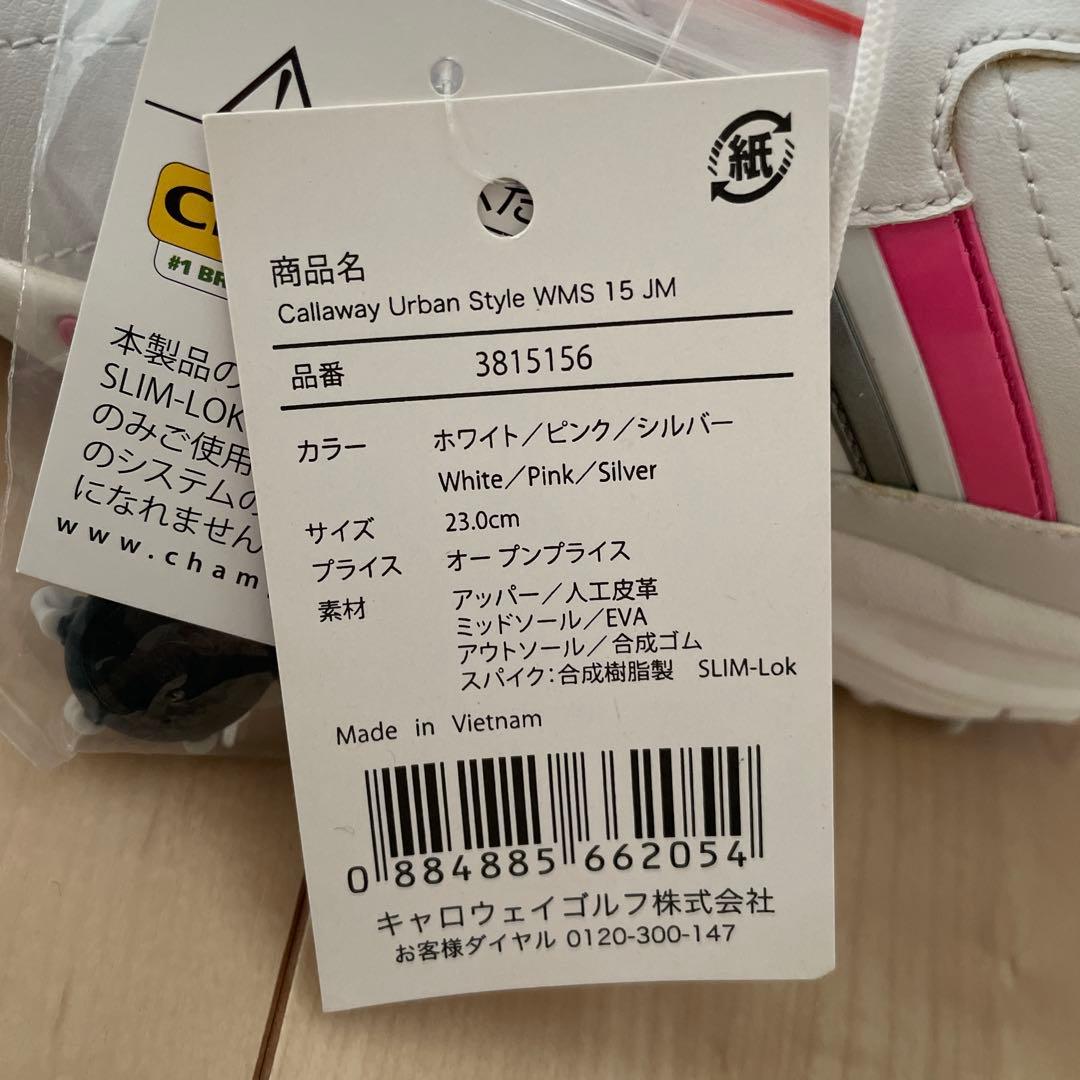 紙
商品名
Callaway Urban Style WMS 15 JM
品番 3815156
カラー ホワイト／ピンク／シルバー
White／Pink／Silver
サイズ 23.0cm
プライス オープンプライス
素材 アッパー／人工皮革
ミッドソール／EVA
アウトソール／合成ゴム
スパイク：合成樹脂製 SLIM-Lok
Made in Vietnam
0 884885 662054
キャロウェイゴルフ株式会社
お客様ダイヤル 0120-300-147
#1 BR
本製品の
SLIM-LOK
のみご使用
のシステムの
になれません
www.cham